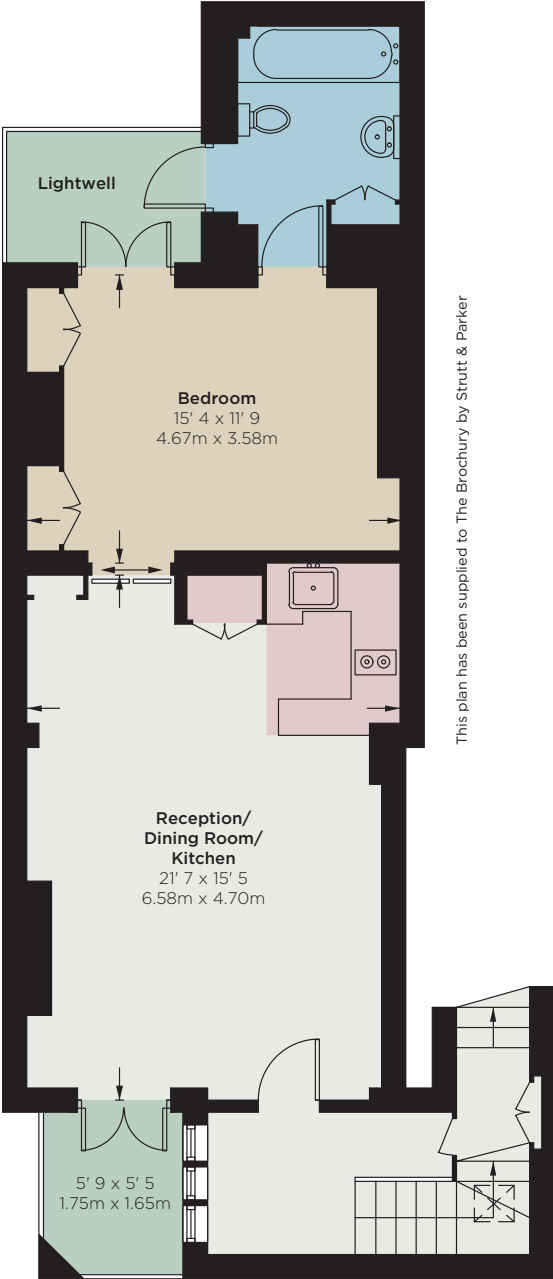 Lightwell
Bedroom
15' 4 x 11' 9
4.67m x 3.58m
This plan has been supplied to The Brochury by Strutt & Parker
Reception/
Dining Room/
Kitchen
21' 7 x 15' 5
6.58m x 4.70m
5' 9 x 5' 5
1.75m x 1.65m